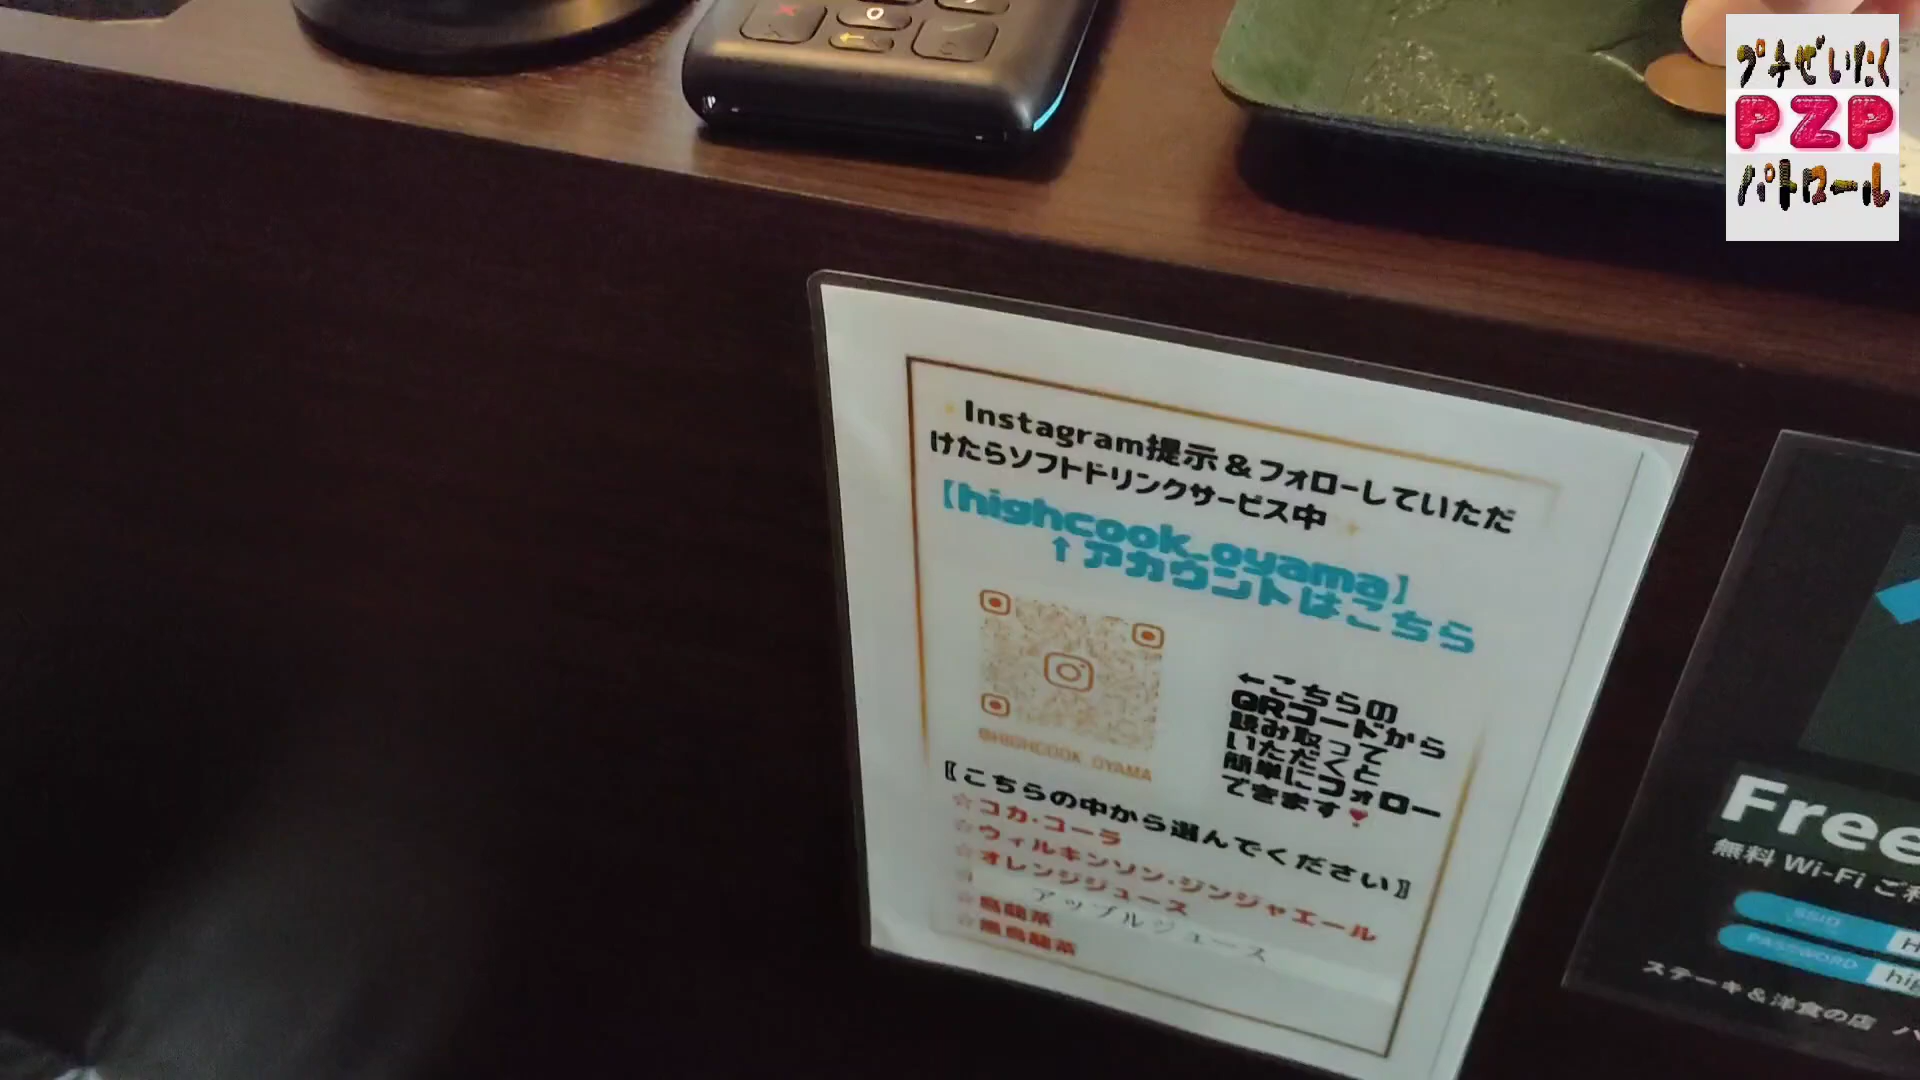 プチぜいたく
PZP
パトロール
Instagram提示＆フォローしていただ
けたらソフトドリンクサービス中
【highcook_oyama】
↑アカウントはこちら
@HIGHCOOK_OYAMA
←こちらの
QRコードから
読み取って
いただくと
簡単にフォロー
できます
〖こちらの中から選んでください〗
☆コカ・コーラ
☆ウィルキンソン・ジンジャエール
☆オレンジジュース
アップルジュース
☆烏龍茶
☆黒烏龍茶
Free
無料 Wi-Fi ご利
SSID H
PASSWORD hig
ステーキ＆洋食の店